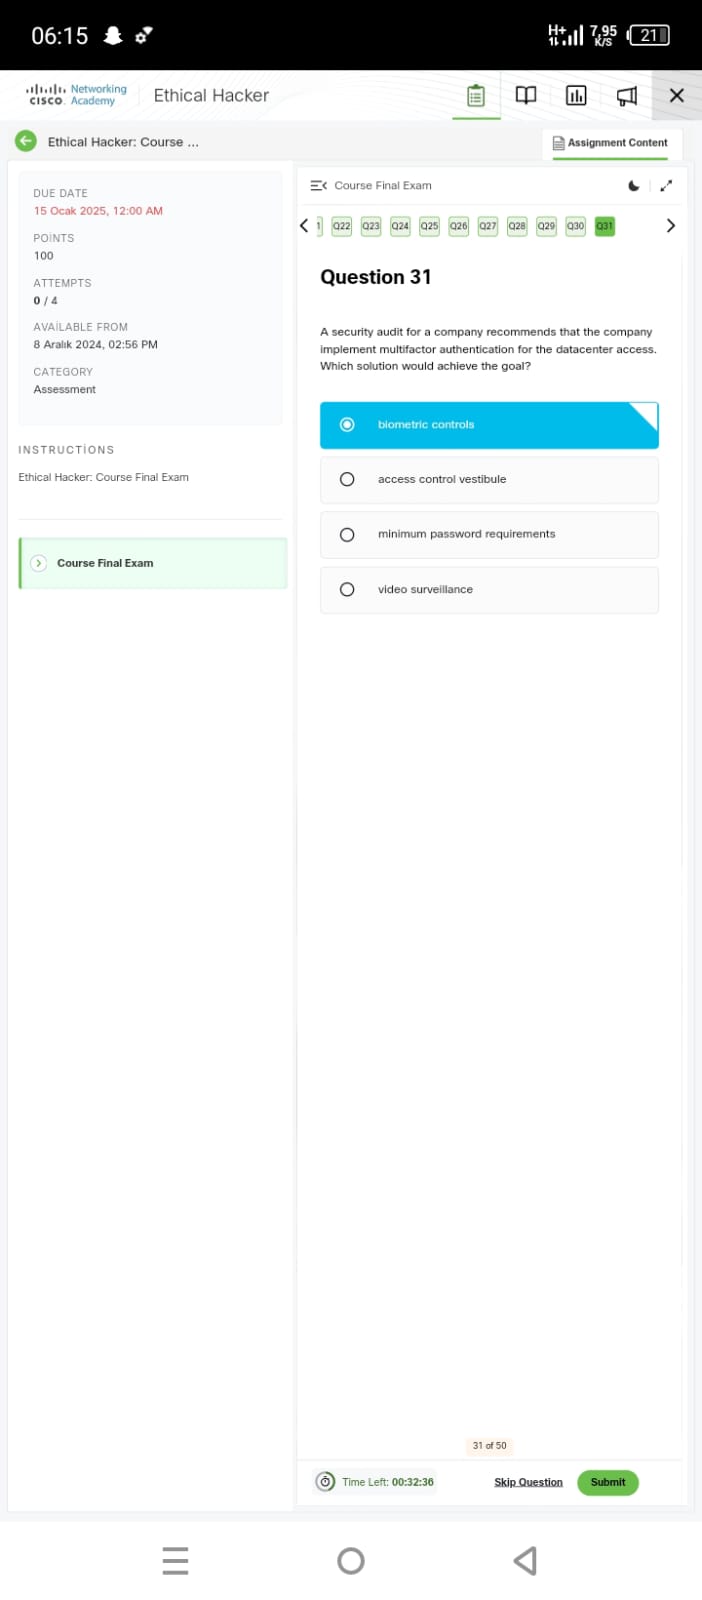 06:15
H+
7,95
K/S
21
Networking
CISCO. Academy
Ethical Hacker
Ethical Hacker: Course ...
Assignment Content
DUE DATE
15 Ocak 2025, 12:00 AM
POİNTS
100
ATTEMPTS
0 / 4
AVAİLABLE FROM
8 Aralık 2024, 02:56 PM
CATEGORY
Assessment
INSTRUCTİONS
Ethical Hacker: Course Final Exam
Course Final Exam
Course Final Exam
1 Q22 Q23 Q24 Q25 Q26 Q27 Q28 Q29 Q30 Q31
Question 31
A security audit for a company recommends that the company
implement multifactor authentication for the datacenter access.
Which solution would achieve the goal?
biometric controls
access control vestibule
minimum password requirements
video surveillance
31 of 50
Time Left: 00:32:36
Skip Question
Submit